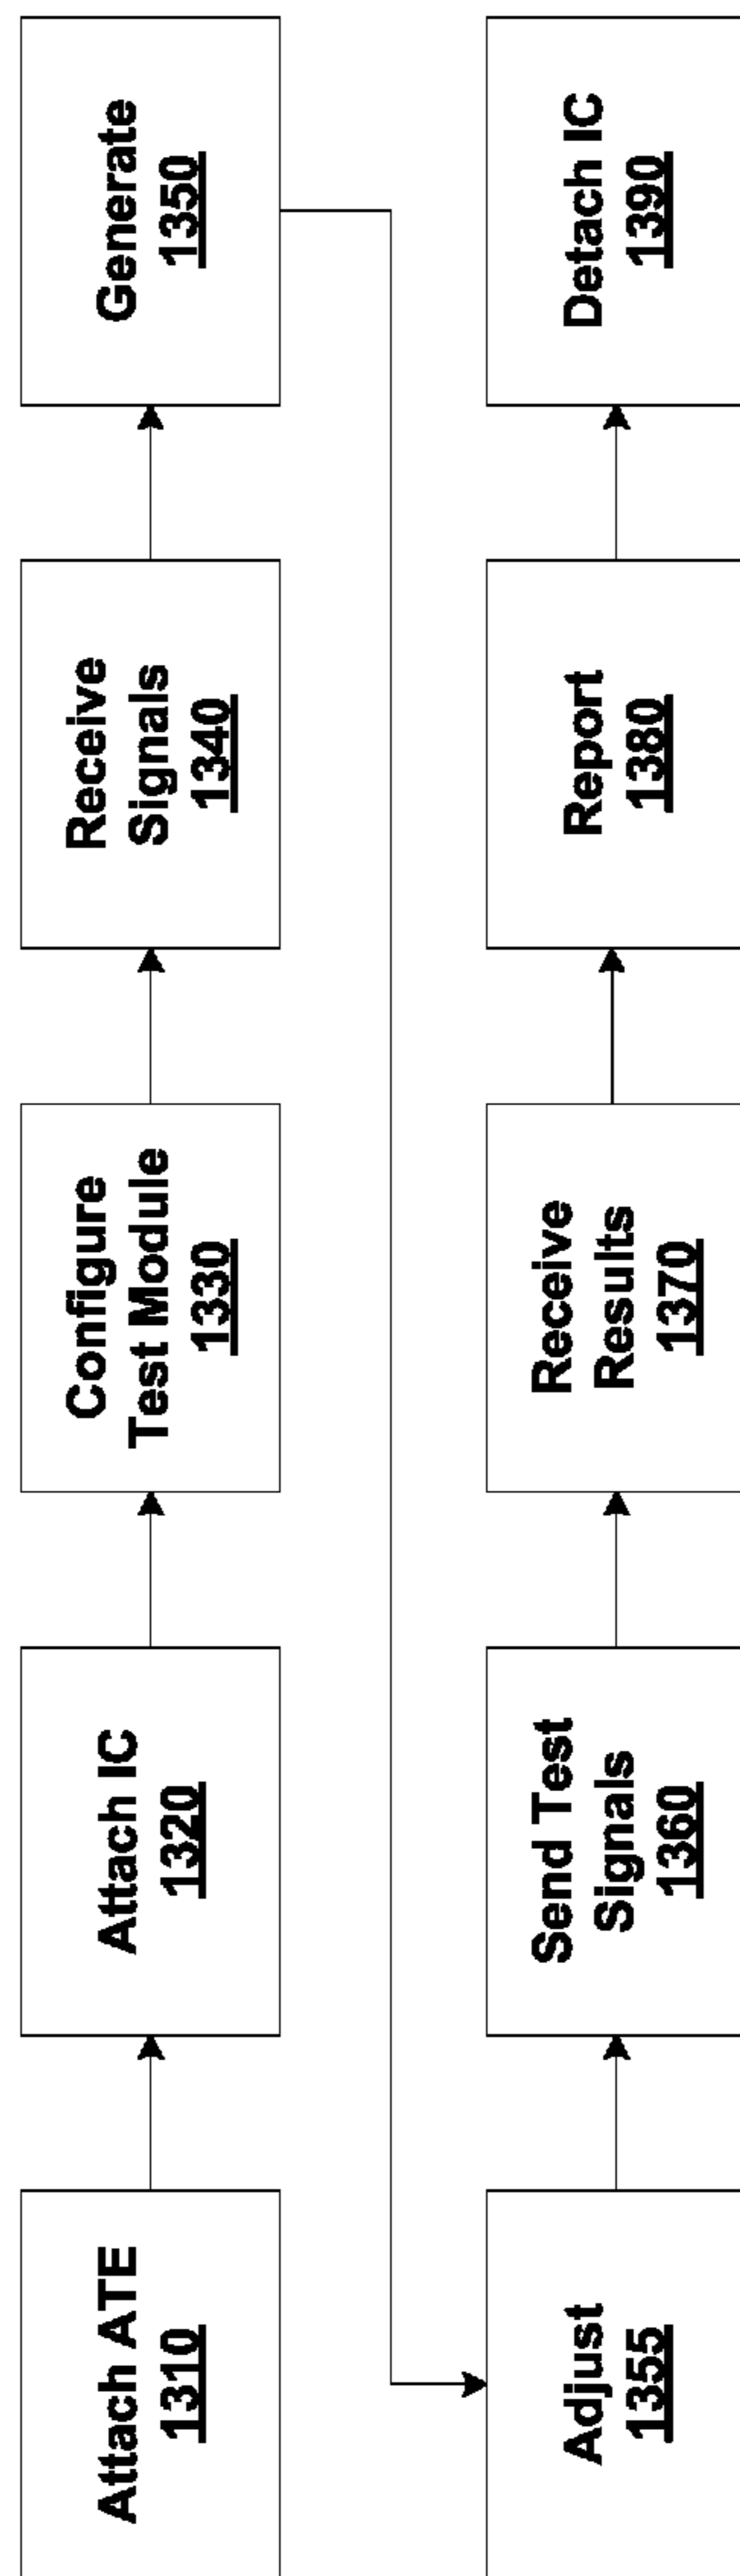 Attach ATE
1310
Attach IC
1320
Configure
Test Module
1330
Receive
Signals
1340
Generate
1350
Adjust
1355
Send Test
Signals
1360
Receive
Results
1370
Report
1380
Detach IC
1390